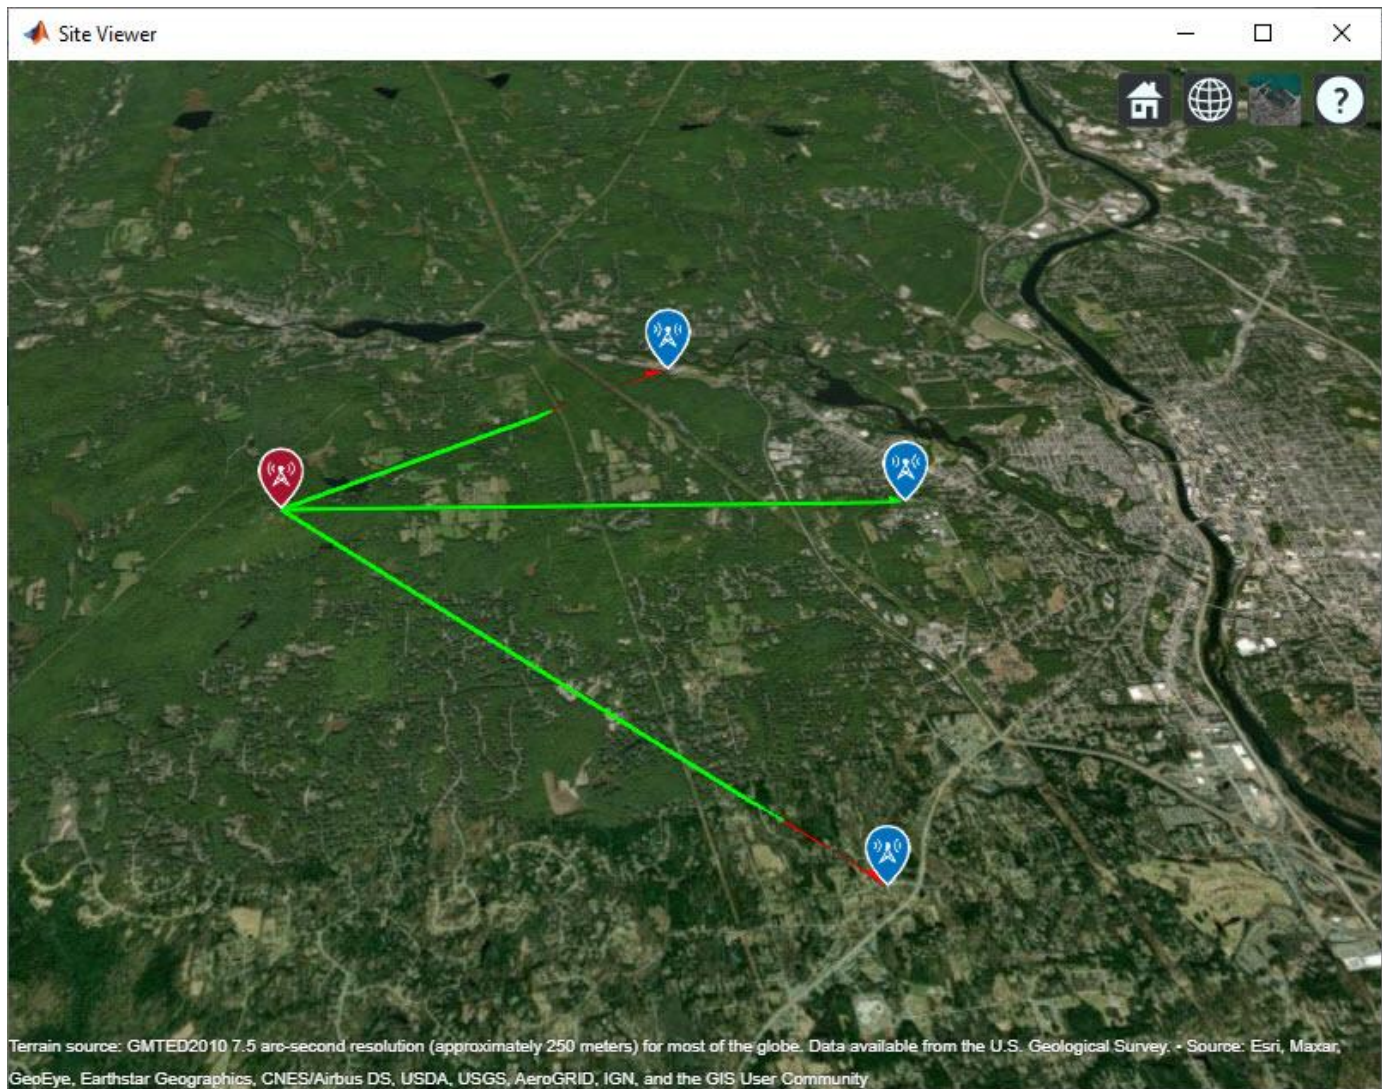 Site Viewer
?
Terrain source: GMTED2010 7.5 arc-second resolution (approximately 250 meters) for most of the globe. Data available from the U.S. Geological Survey. • Source: Esri, Maxar,
GeoEye, Earthstar Geographics, CNES/Airbus DS, USDA, USGS, AeroGRID, IGN, and the GIS User Community